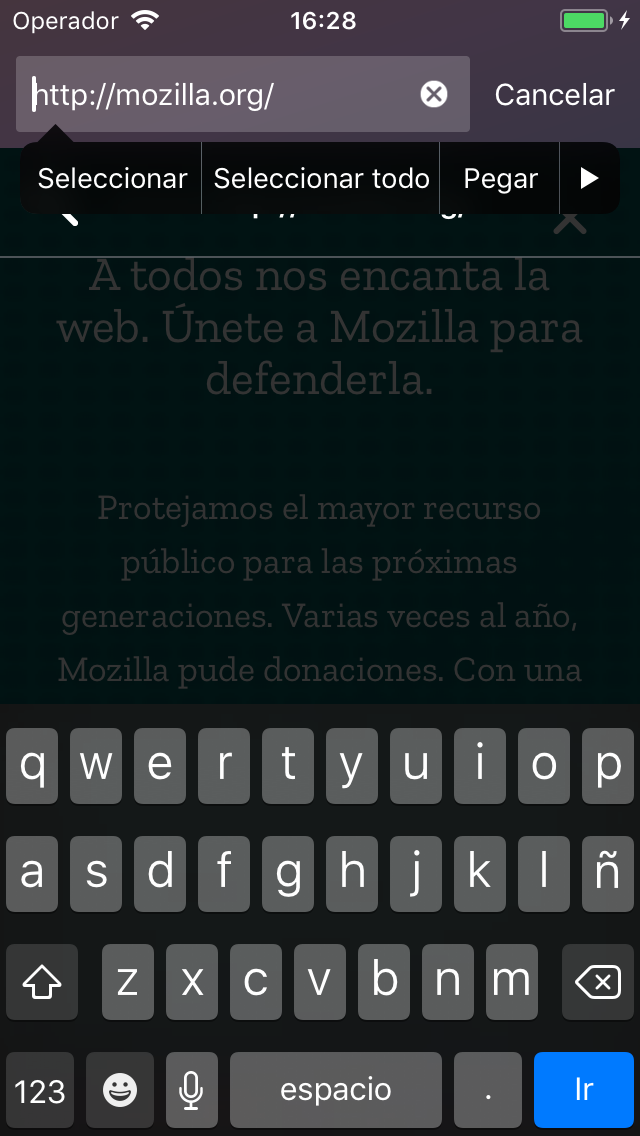 Operador 16:28
http://mozilla.org/ Cancelar
Seleccionar Seleccionar todo Pegar
A todos nos encanta la
web. Únete a Mozilla para
defenderla.
Protejamos el mayor recurso
público para las próximas
generaciones. Varias veces al año,
Mozilla pude donaciones. Con una
q w e r t y u i o p
a s d f g h j k l ñ
z x c v b n m
123 espacio . Ir